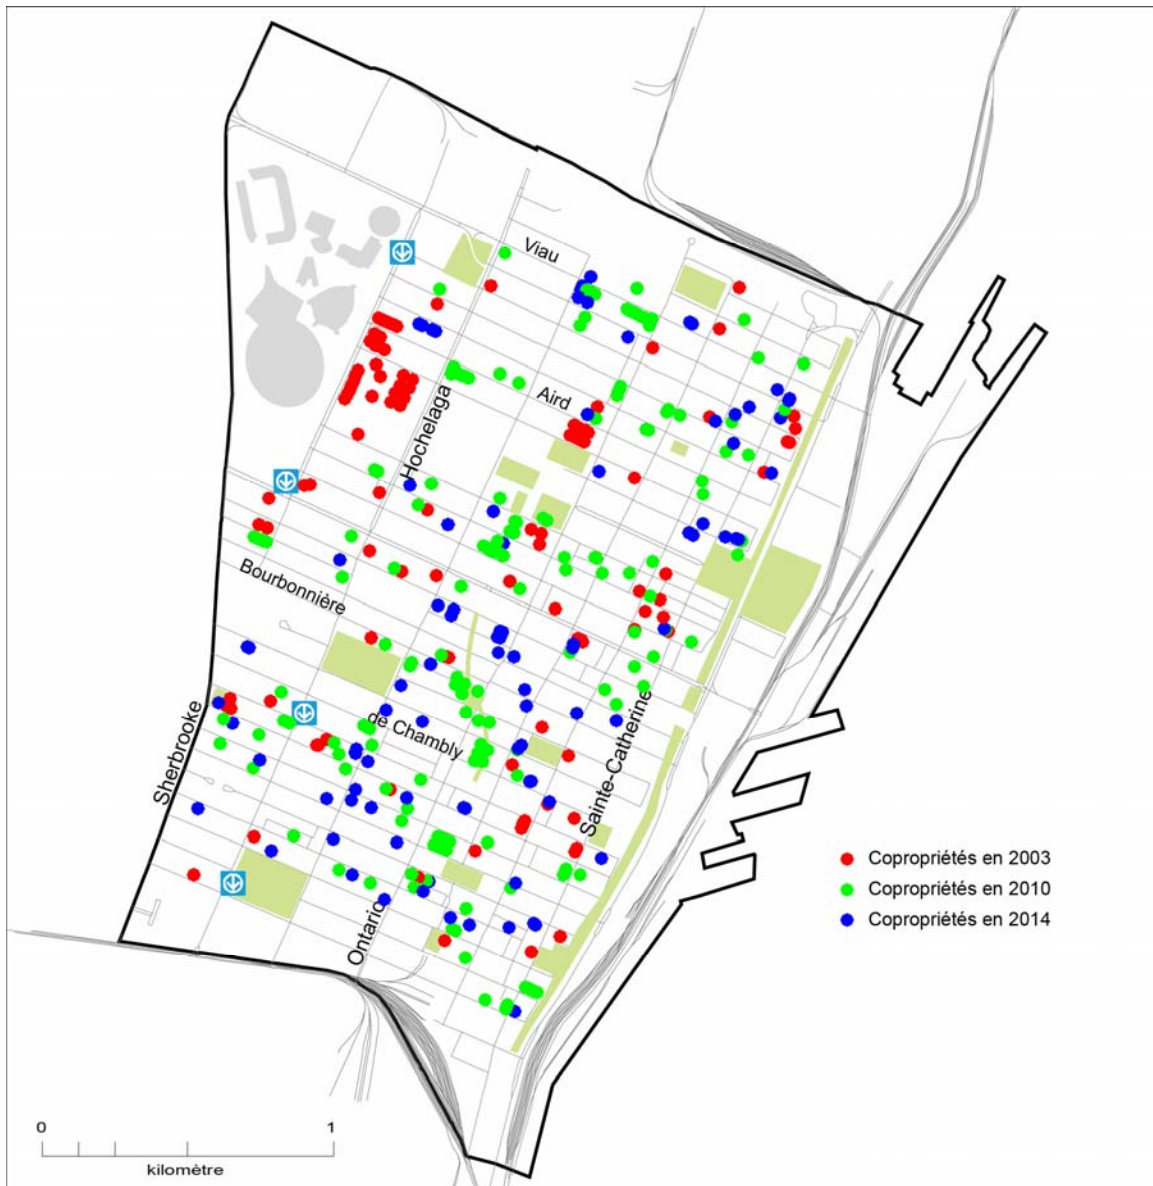 Viau
Aird
Hochelaga
Bourbonnière
de Chambly
Sherbrooke
Sainte-Catherine
Ontario
Copropriétés en 2003
Copropriétés en 2010
Copropriétés en 2014
0 1
kilomètre